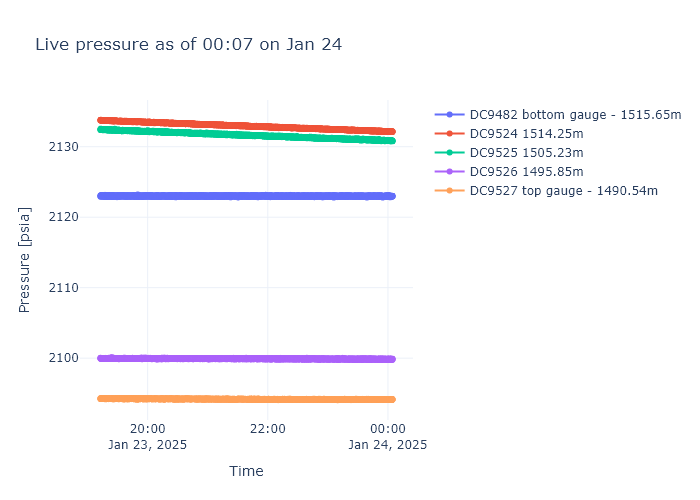 Live pressure as of 00:07 on Jan 24
DC9482 bottom gauge - 1515.65m
DC9524 1514.25m
DC9525 1505.23m
DC9526 1495.85m
DC9527 top gauge - 1490.54m
Pressure [psia]
2130
2120
2110
2100
20:00
Jan 23, 2025
22:00
00:00
Jan 24, 2025
Time